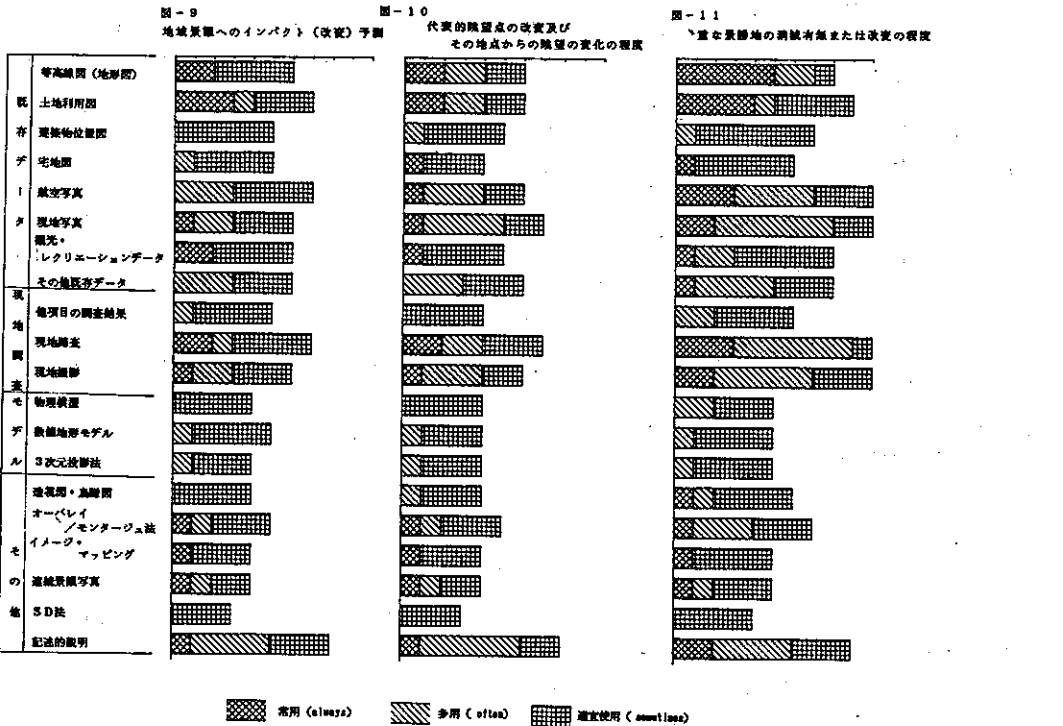 図-9
地域景観へのインパクト(改変)予測
図-10
代表的眺望点の改変及び
その地点からの眺望の変化の程度
図-11
重な景勝地の消滅有無または改変の程度
既存データ
等高線図(地形図)
土地利用図
建築物位置図
宅地図
航空写真
現地写真
観光・
レクリエーションデータ
その他既存データ
現地調査
他項目の調査結果
現地踏査
現地撮影
モデル
物理模型
数値地形モデル
3次元投影法
その他
透視図・鳥瞰図
オーバレイ
/モンタージュ法
イメージ・
マッピング
連続景観写真
SD法
記述的説明
常用(always)
多用(often)
適宜使用(sometimes)